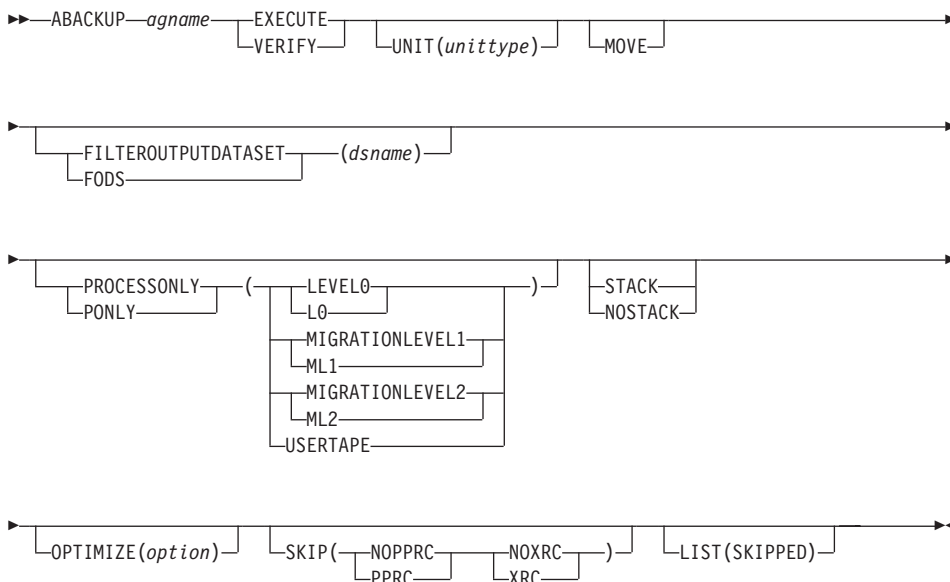 ABACKUP agname EXECUTE
VERIFY UNIT(unittype) MOVE
FILTEROUTPUTDATASET (dsname)
FODS
PROCESSONLY ( LEVEL0 ) STACK
PONLY L0 NOSTACK
MIGRATIONLEVEL1
ML1
MIGRATIONLEVEL2
ML2
USERTAPE
OPTIMIZE(option) SKIP( NOPPRC NOXRC ) LIST(SKIPPED)
PPRC XRC